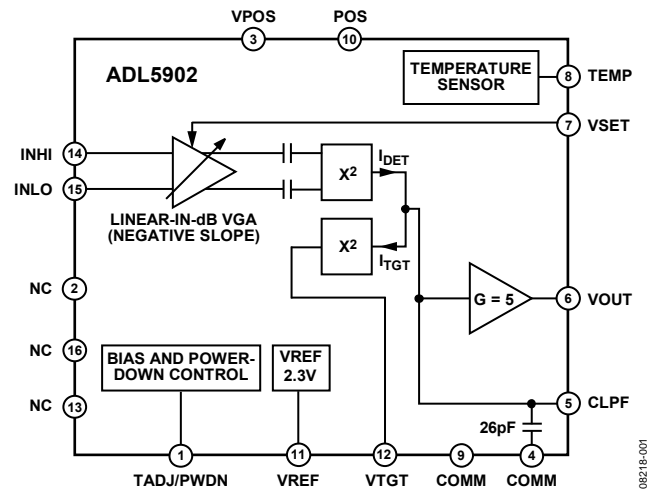 VPOS
POS
3
10
ADL5902
TEMPERATURE
SENSOR
8 TEMP
7 VSET
INHI 14
INLO 15
LINEAR-IN-dB VGA
(NEGATIVE SLOPE)
X2
IDET
X2
ITGT
NC 2
G = 5
6 VOUT
NC 16
BIAS AND POWER-
DOWN CONTROL
VREF
2.3V
NC 13
5 CLPF
26pF
1
11
12
9
4
TADJ/PWDN
VREF
VTGT
COMM
COMM
08218-001